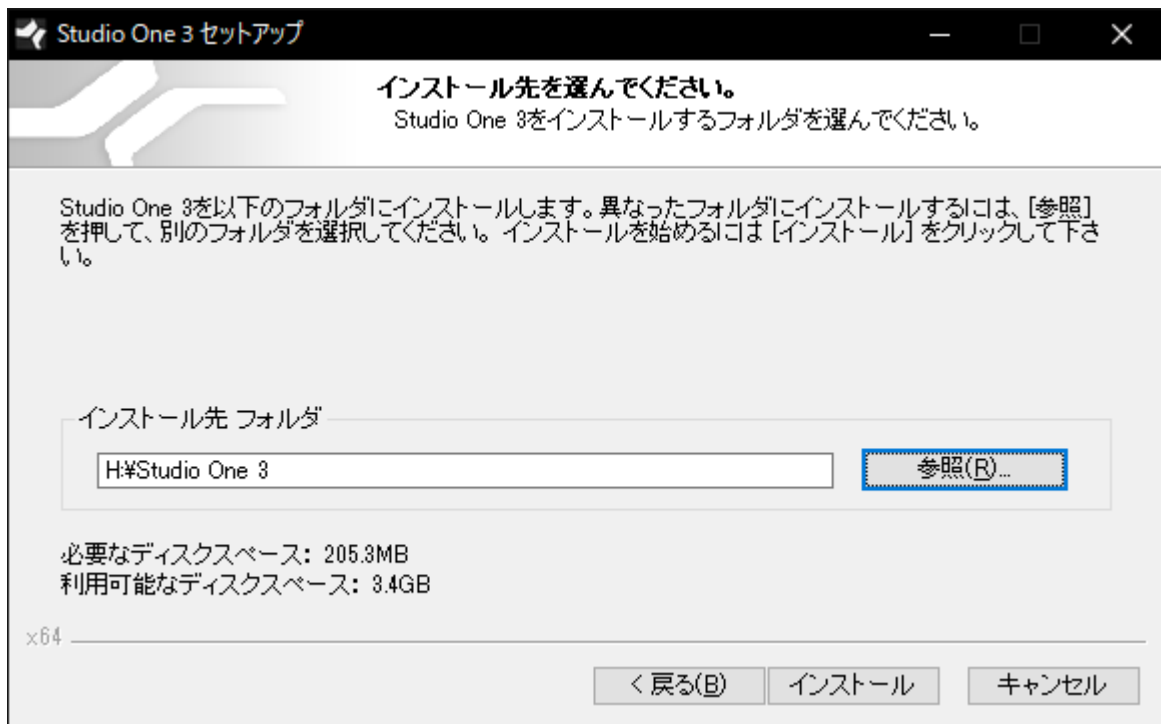 Studio One 3 セットアップ
インストール先を選んでください。
Studio One 3をインストールするフォルダを選んでください。
Studio One 3を以下のフォルダにインストールします。異なったフォルダにインストールするには、[参照]
を押して、別のフォルダを選択してください。インストールを始めるには [インストール] をクリックして下さ
い。
インストール先 フォルダ
H:¥Studio One 3
参照(R)...
必要なディスクスペース: 205.3MB
利用可能なディスクスペース: 3.4GB
x64
< 戻る(B)
インストール
キャンセル